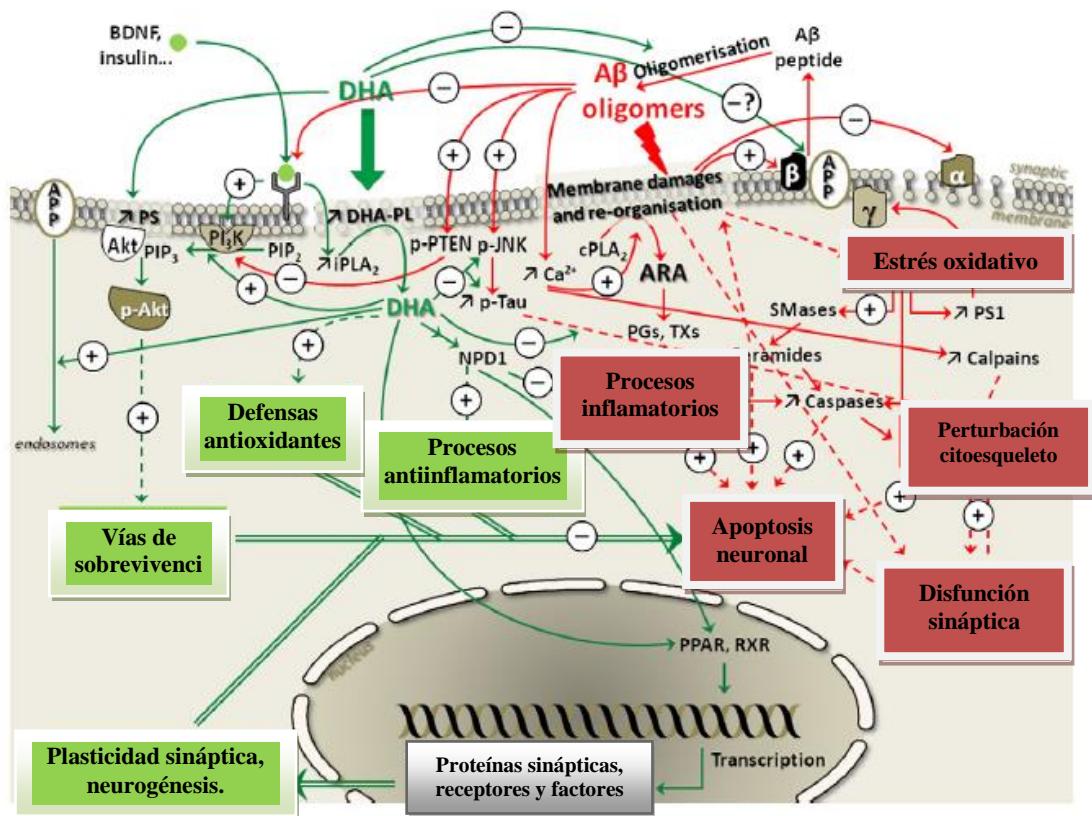 BDNF,
insulin...
DHA
Aβ Oligomerisation
Aβ
peptide
Aβ
oligomers
−
−
−?
−
+
+
+
+
β
APP
α
γ
synaptic
membrane
APP
↗ PS
Akt
PIP3
PI3K
PIP2
↗ DHA-PL
↗ iPLA2
p-PTEN
p-JNK
Membrane damages
and re-organisation
cPLA2
↗ Ca2+
+
ARA
Estrés oxidativo
p-Akt
−
+
DHA
−
↗ p-Tau
PGs, TXs
SMases
+
↗ PS1
+
+
−
NPD1
−
eramides
↗ Calpains
+
+
endosomes
Defensas
antioxidantes
Procesos
antiinflamatorios
Procesos
inflamatorios
↗ Caspases
Perturbación
citoesqueleto
+
+
+
+
+
Vías de
sobrevivenci
−
Apoptosis
neuronal
Disfunción
sináptica
nucleus
PPAR, RXR
Transcription
Plasticidad sináptica,
neurogénesis.
Proteínas sinápticas,
receptores y factores